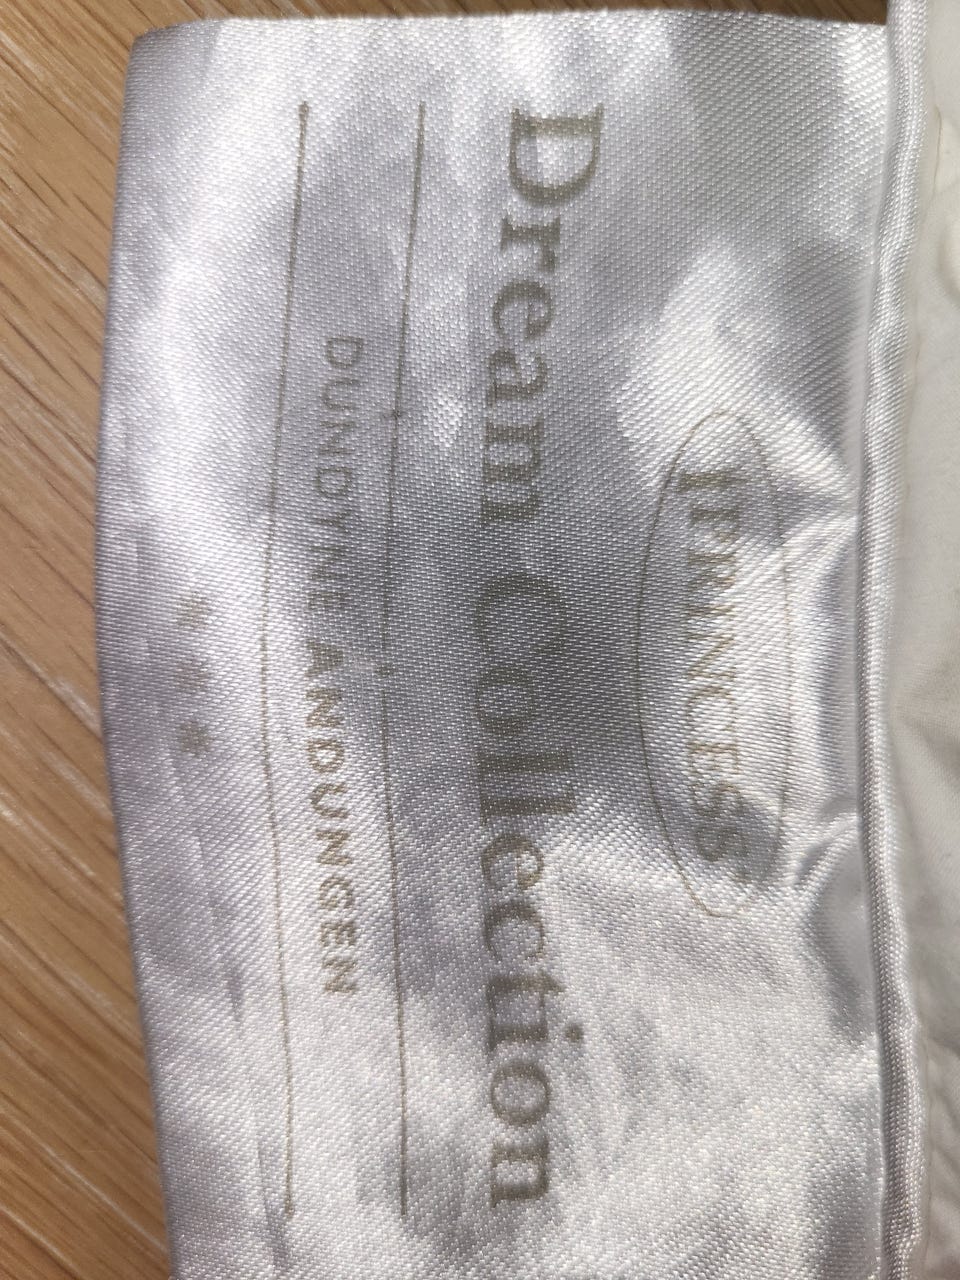 PRINCESS
Dream Collection
DUNDYNE ANDUNGEN
***